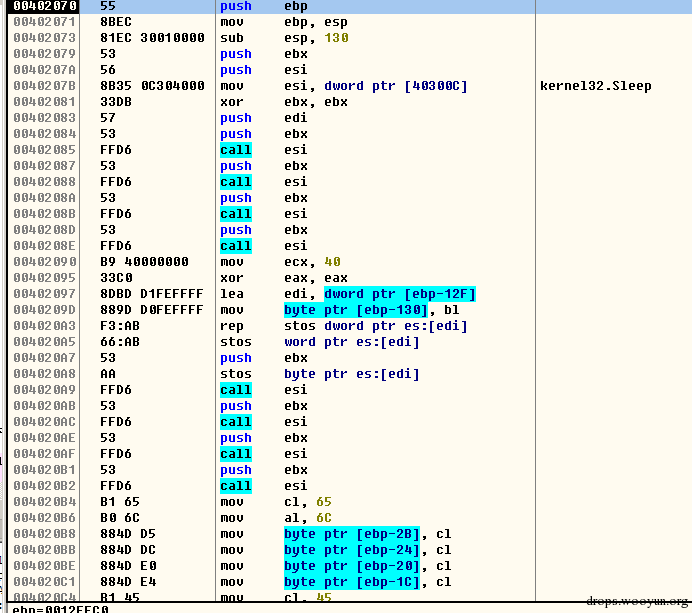 00402070 55 push ebp
00402071 8BEC mov ebp, esp
00402073 81EC 30010000 sub esp, 130
00402079 53 push ebx
0040207A 56 push esi
0040207B 8B35 0C304000 mov esi, dword ptr [40300C] kernel32.Sleep
00402081 33DB xor ebx, ebx
00402083 57 push edi
00402084 53 push ebx
00402085 FFD6 call esi
00402087 53 push ebx
00402088 FFD6 call esi
0040208A 53 push ebx
0040208B FFD6 call esi
0040208D 53 push ebx
0040208E FFD6 call esi
00402090 B9 40000000 mov ecx, 40
00402095 33C0 xor eax, eax
00402097 8DBD D1FEFFFF lea edi, dword ptr [ebp-12F]
0040209D 889D D0FEFFFF mov byte ptr [ebp-130], bl
004020A3 F3:AB rep stos dword ptr es:[edi]
004020A5 66:AB stos word ptr es:[edi]
004020A7 53 push ebx
004020A8 AA stos byte ptr es:[edi]
004020A9 FFD6 call esi
004020AB 53 push ebx
004020AC FFD6 call esi
004020AE 53 push ebx
004020AF FFD6 call esi
004020B1 53 push ebx
004020B2 FFD6 call esi
004020B4 B1 65 mov cl, 65
004020B6 B0 6C mov al, 6C
004020B8 884D D5 mov byte ptr [ebp-2B], cl
004020BB 884D DC mov byte ptr [ebp-24], cl
004020BE 884D E0 mov byte ptr [ebp-20], cl
004020C1 884D E4 mov byte ptr [ebp-1C], cl
004020C4 B1 45 mov cl, 45
drops.wooyun.org
ebp=0012FFC0